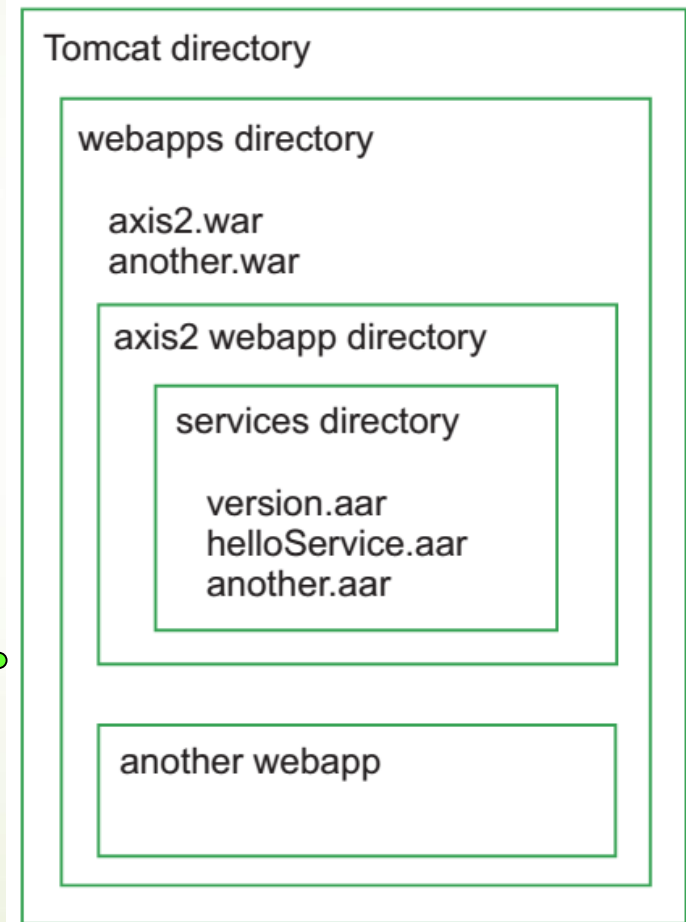 Tomcat directory
webapps directory
axis2.war
another.war
axis2 webapp directory
services directory
version.aar
helloService.aar
another.aar
another webapp